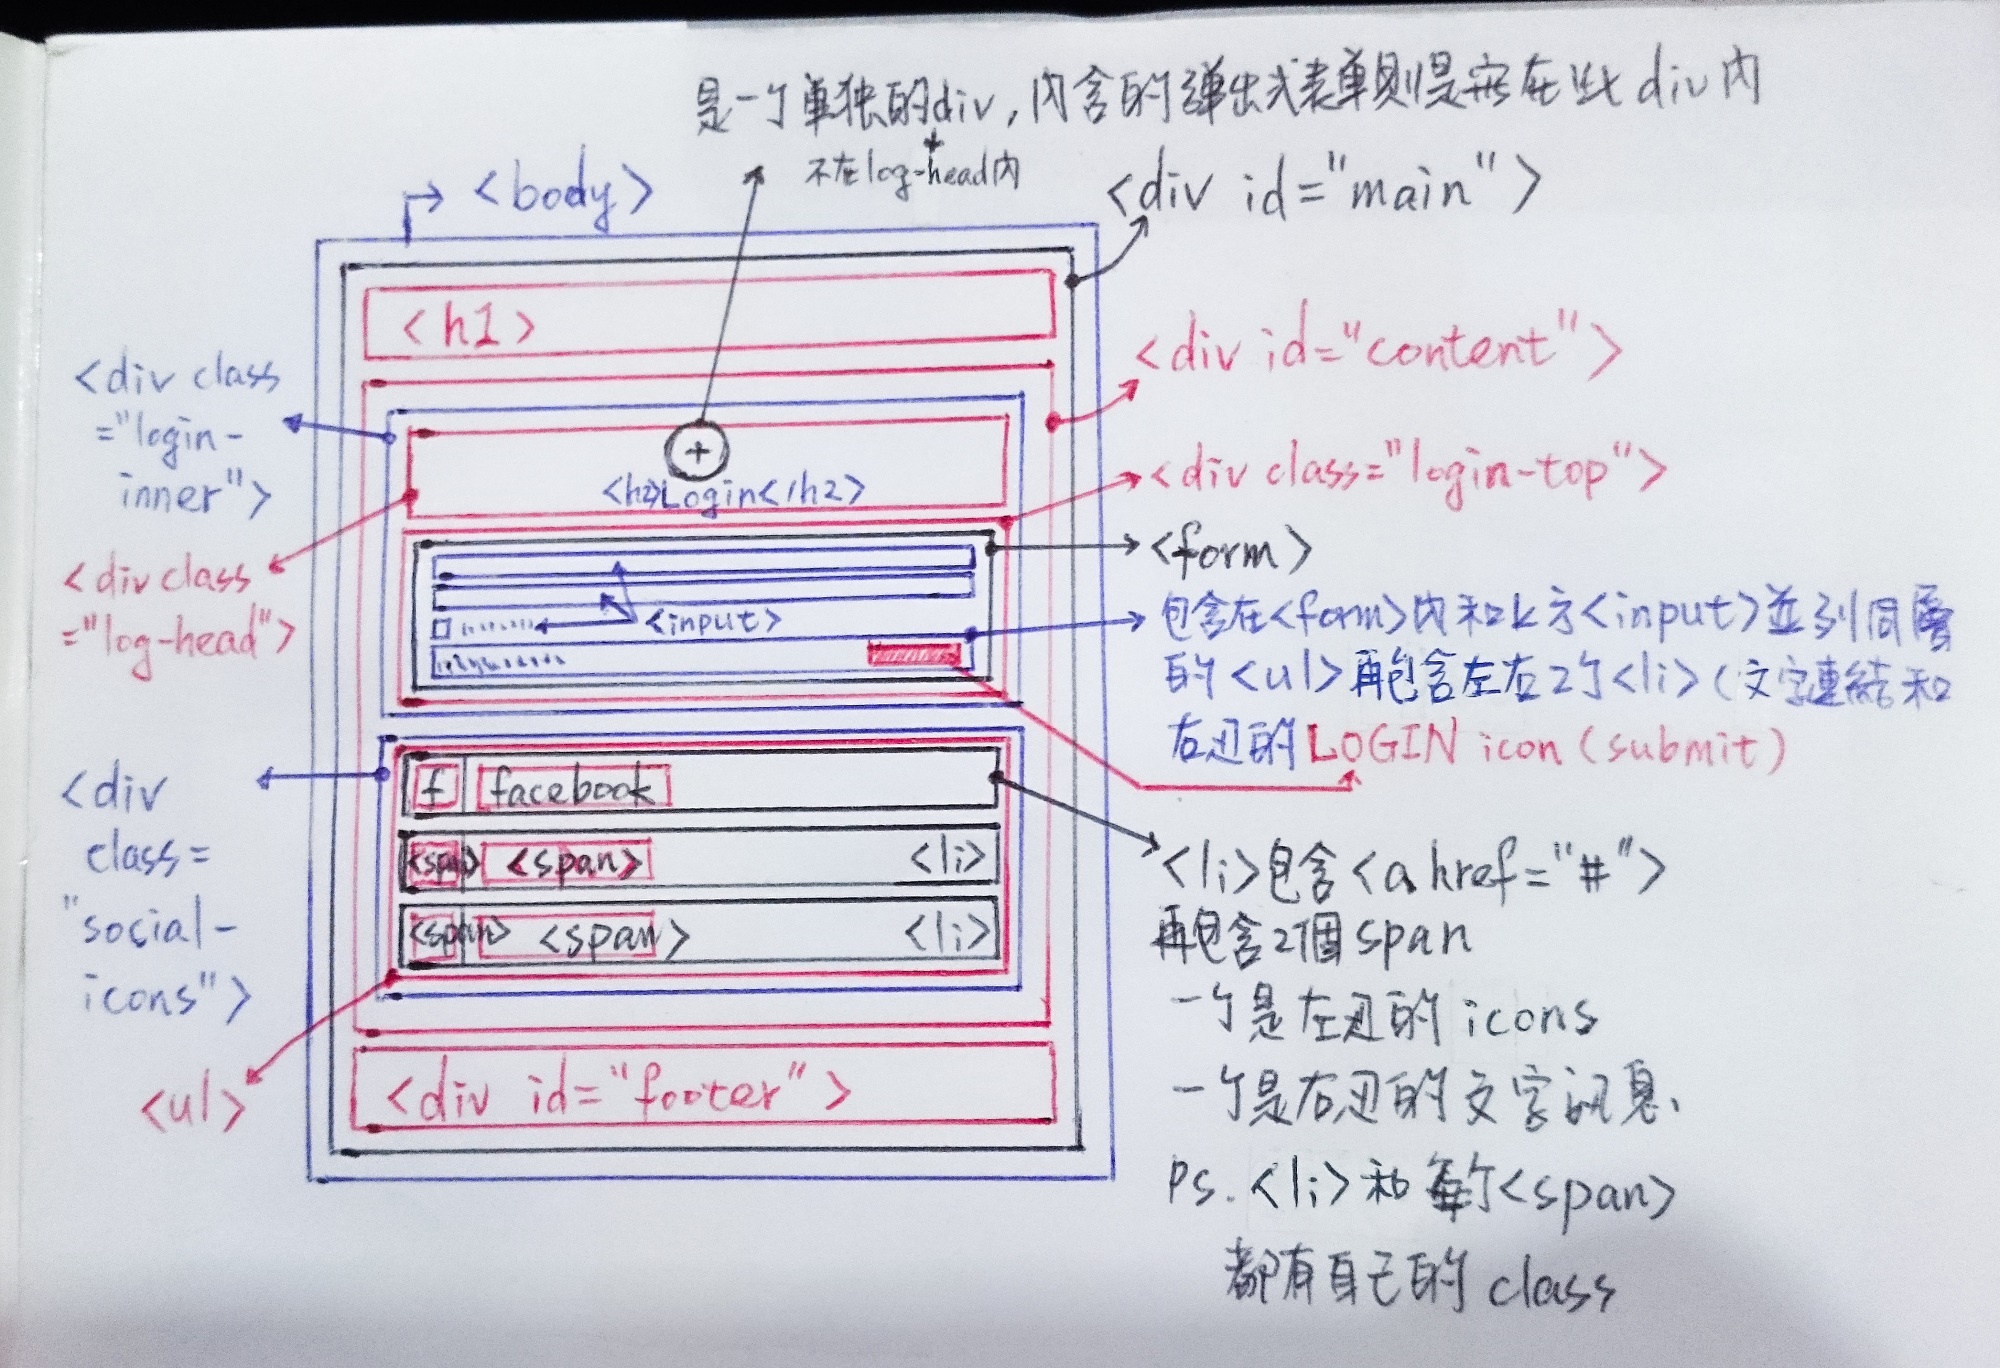 是一个单独的div,内含的弹出式表单则是寫在此div内
不在log-head内
<body>
<div id="main">
<h1>
<div id="content">
<div class
="login-
inner">
+
<h2>Login</h2>
<div class="login-top">
<div class
="log-head">
<form>
<input>
包含在<form>内和上方<input>並列同層
的<ul>再包含左右2个<li>(文字連結和
右边的LOGIN icon(submit)
<div
class=
"social-
icons">
f facebook
<span> <span> <li>
<span> <span> <li>
<li>包含<a href="#">
再包含2個span
一个是左边的icons
一个是右边的文字訊息、
Ps. <li>和每个<span>
都有自己的class
<ul>
<div id="footer">